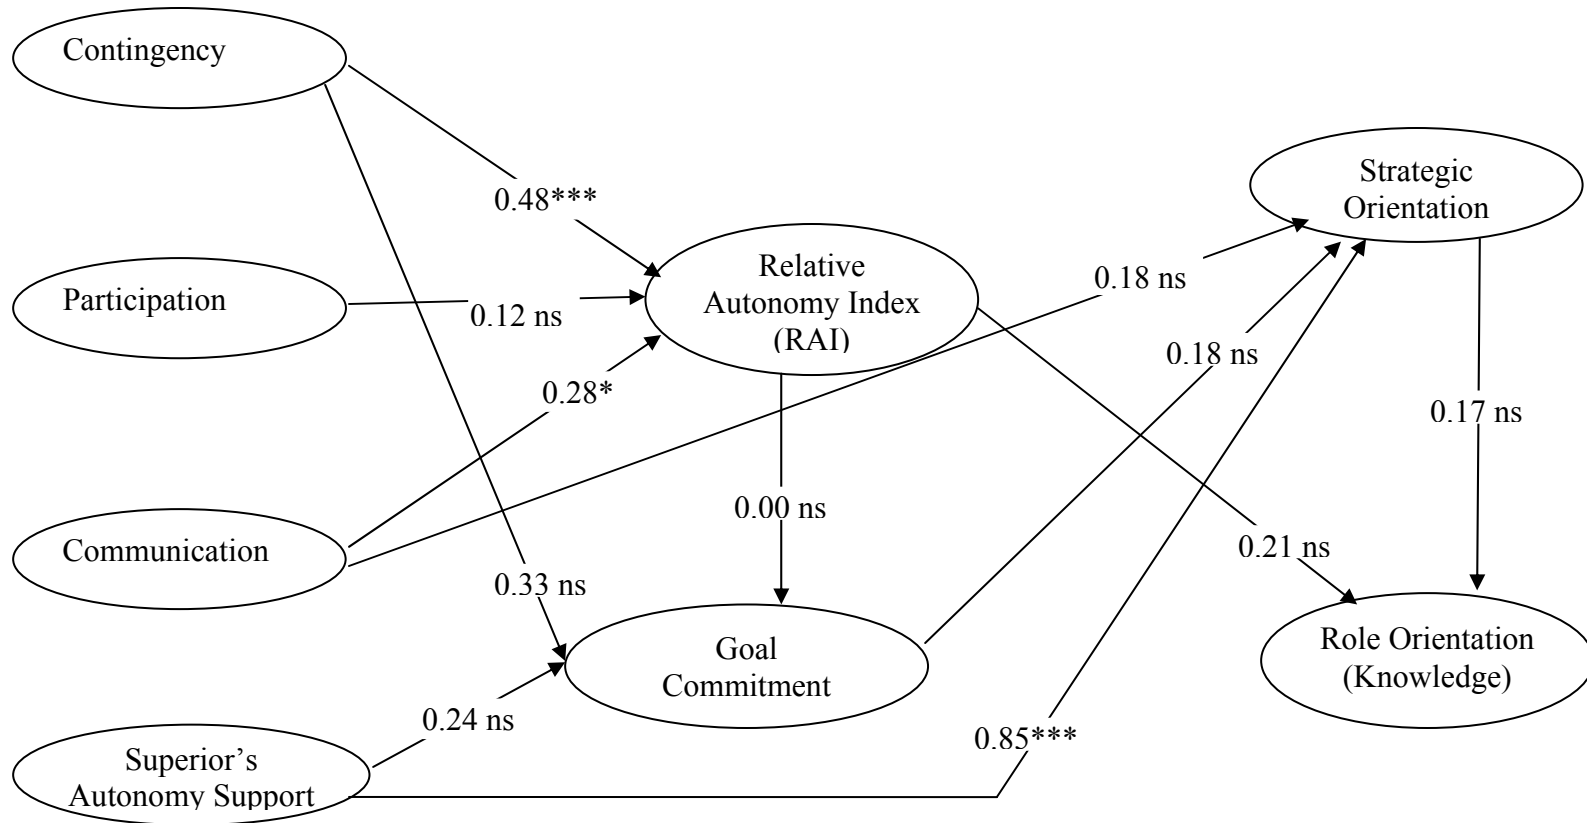 Contingency
0.48***
Participation
0.12 ns
Relative
Autonomy Index
(RAI)
Strategic
Orientation
0.18 ns
0.18 ns
0.28*
0.17 ns
Communication
0.00 ns
0.21 ns
0.33 ns
Goal
Commitment
Role Orientation
(Knowledge)
0.24 ns
0.85***
Superior’s
Autonomy Support